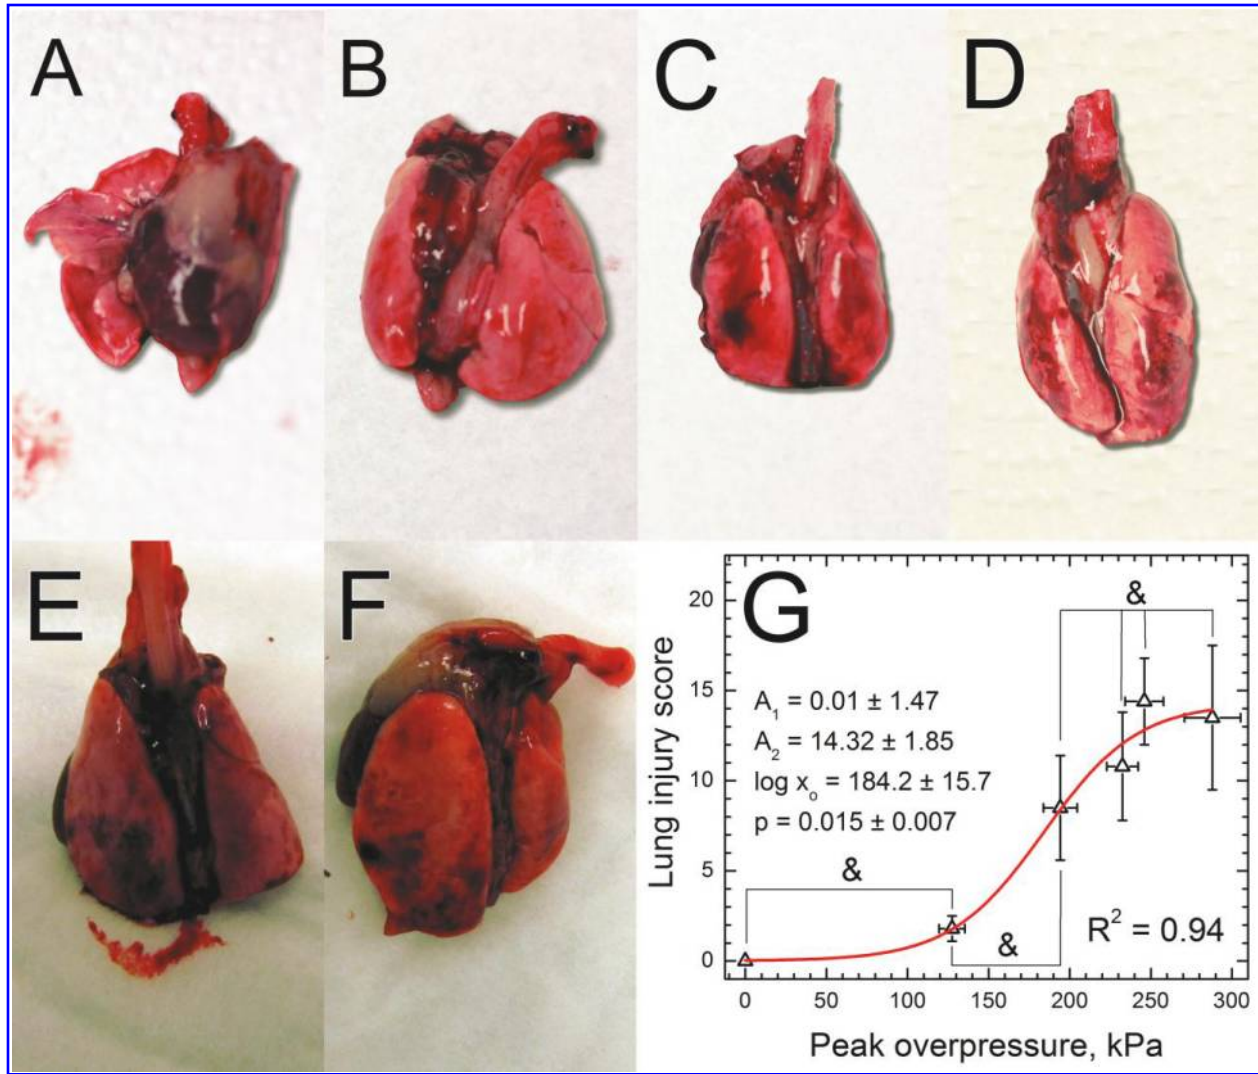 A
B
C
D
E
F
G
&
20
15
10
5
0
Lung injury score
A₁ = 0.01 ± 1.47
A₂ = 14.32 ± 1.85
log xₒ = 184.2 ± 15.7
p = 0.015 ± 0.007
&
&
R² = 0.94
0 50 100 150 200 250 300
Peak overpressure, kPa